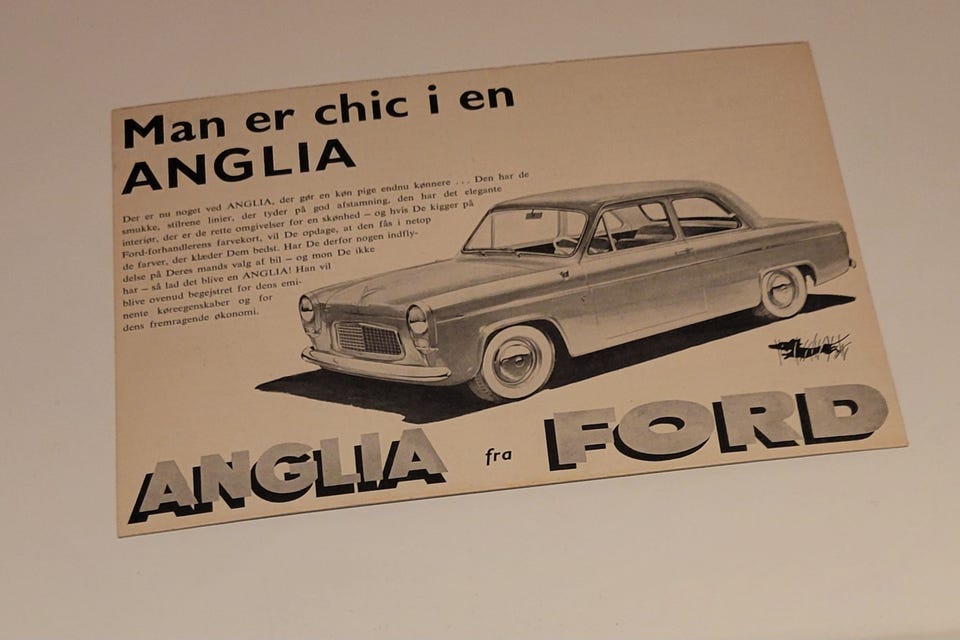 Man er chic i en
ANGLIA
Der er nu noget ved ANGLIA, der gør en køn pige endnu kønnere ... Den har de
smukke, stilrene linier, der tyder på god afstamning, den har det elegante
interiør, der er de rette omgivelser for en skønhed – og hvis De kigger på
Ford-forhandlerens farvekort, vil De opdage, at den fås i netop
de farver, der klæder Dem bedst. Har De derfor nogen indfly-
delse på Deres mands valg af bil – og mon De ikke
har – så lad det blive en ANGLIA! Han vil
blive ovenud begejstret for dens emi-
nente køreegenskaber og for
dens fremragende økonomi.
ANGLIA fra FORD